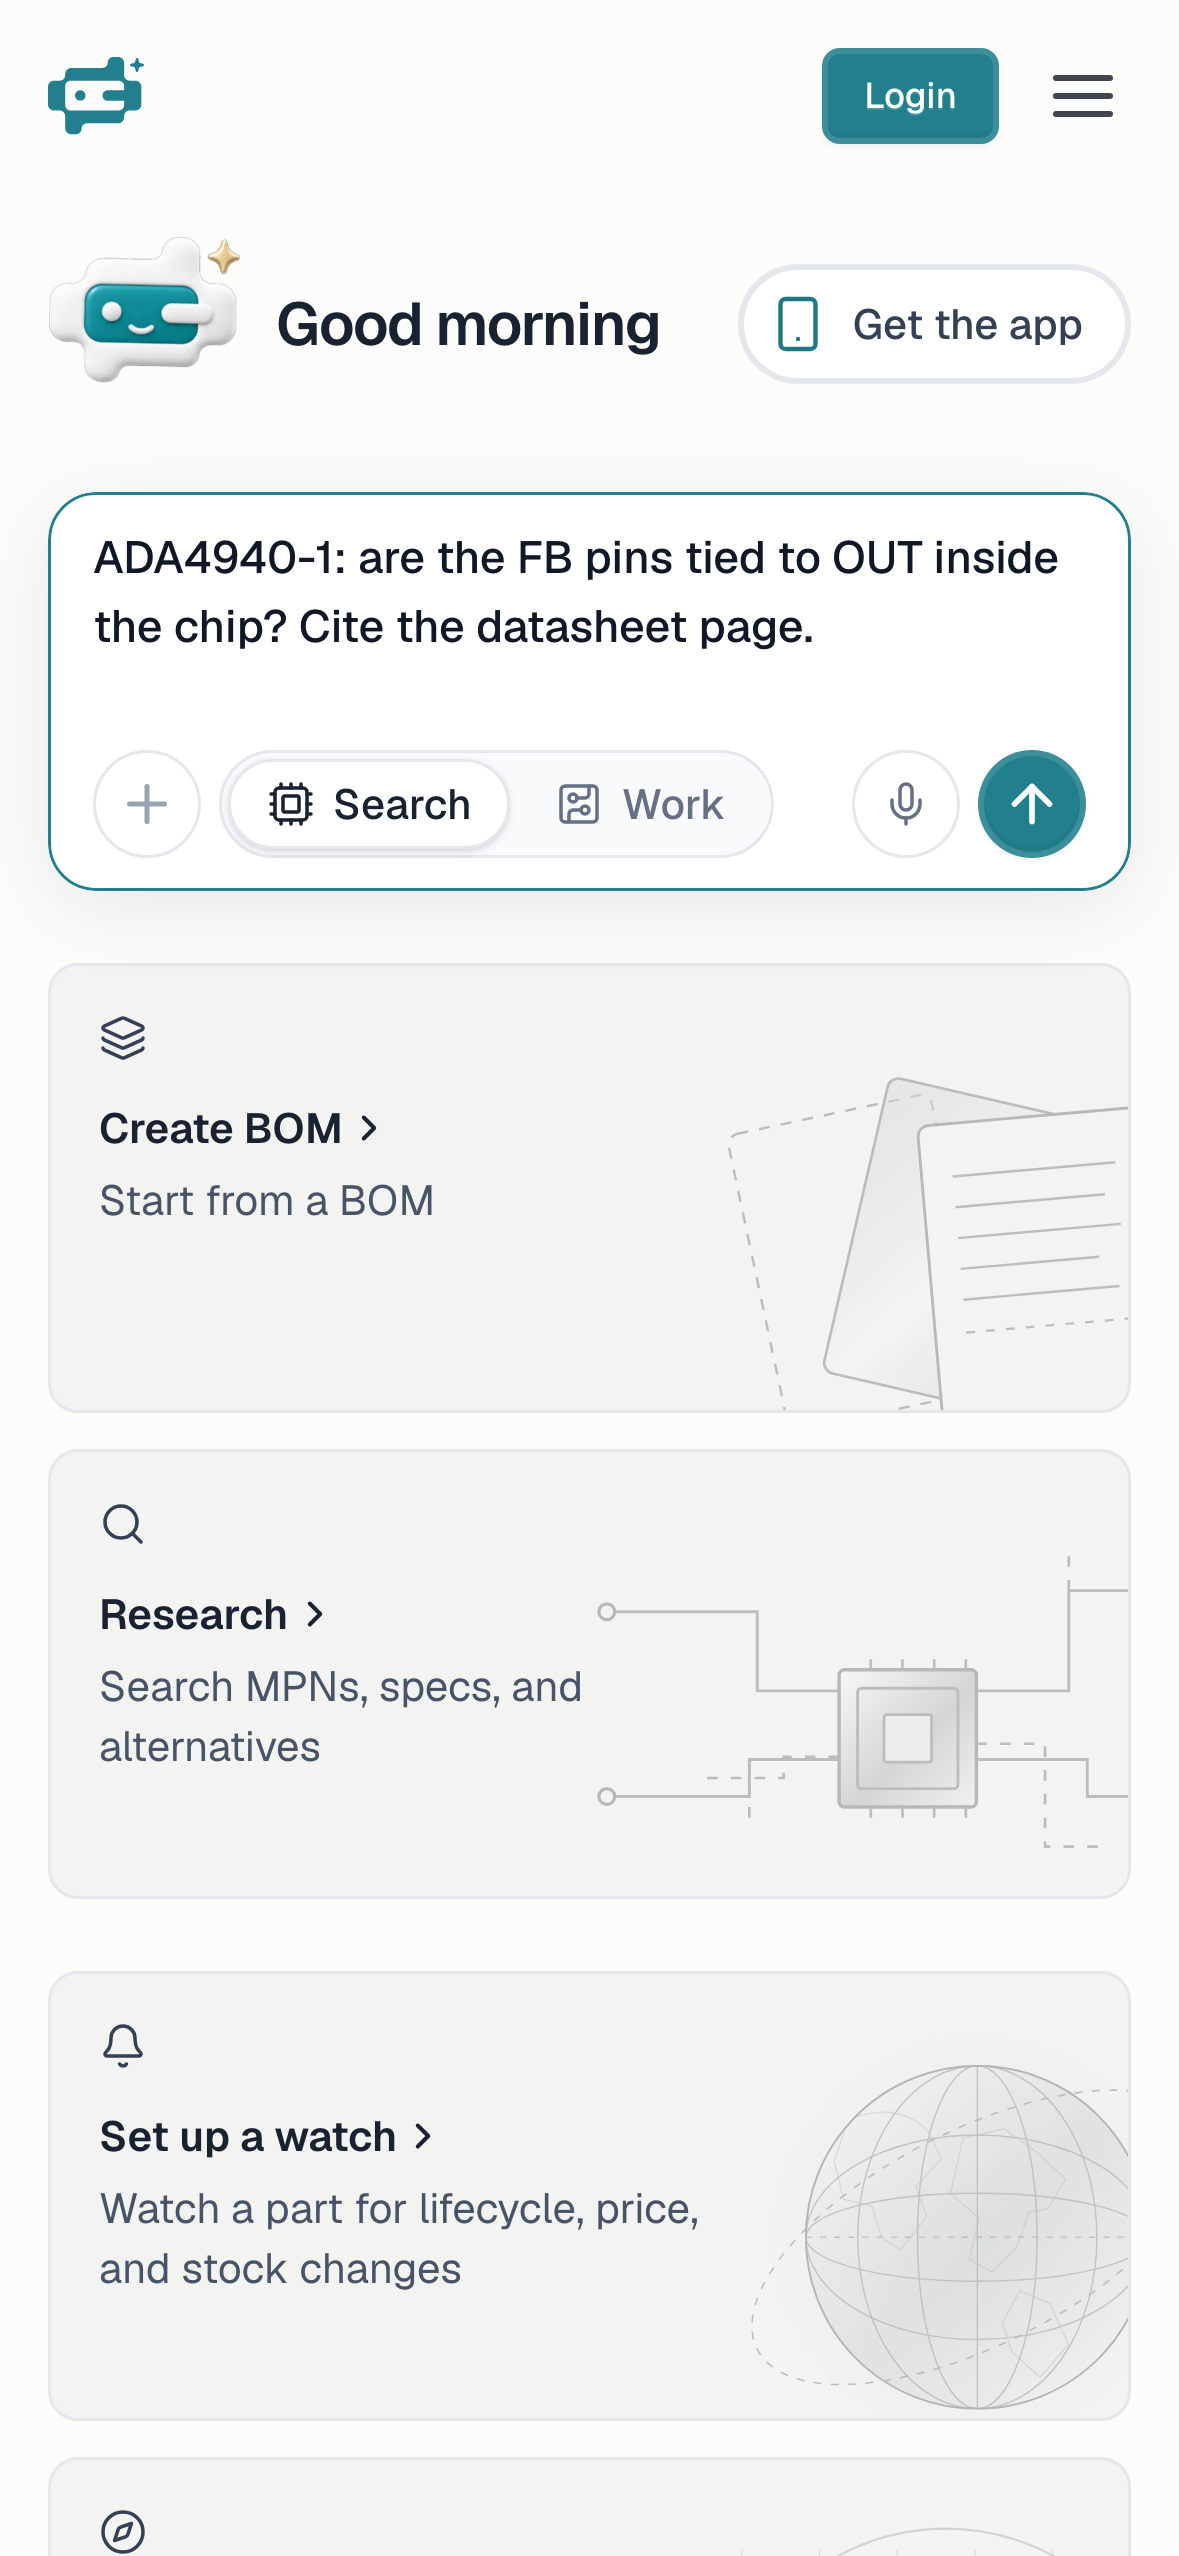 Login
Good morning
Get the app
ADA4940-1: are the FB pins tied to OUT inside
the chip? Cite the datasheet page.
Search
Work
Create BOM
Start from a BOM
Research
Search MPNs, specs, and
alternatives
Set up a watch
Watch a part for lifecycle, price,
and stock changes